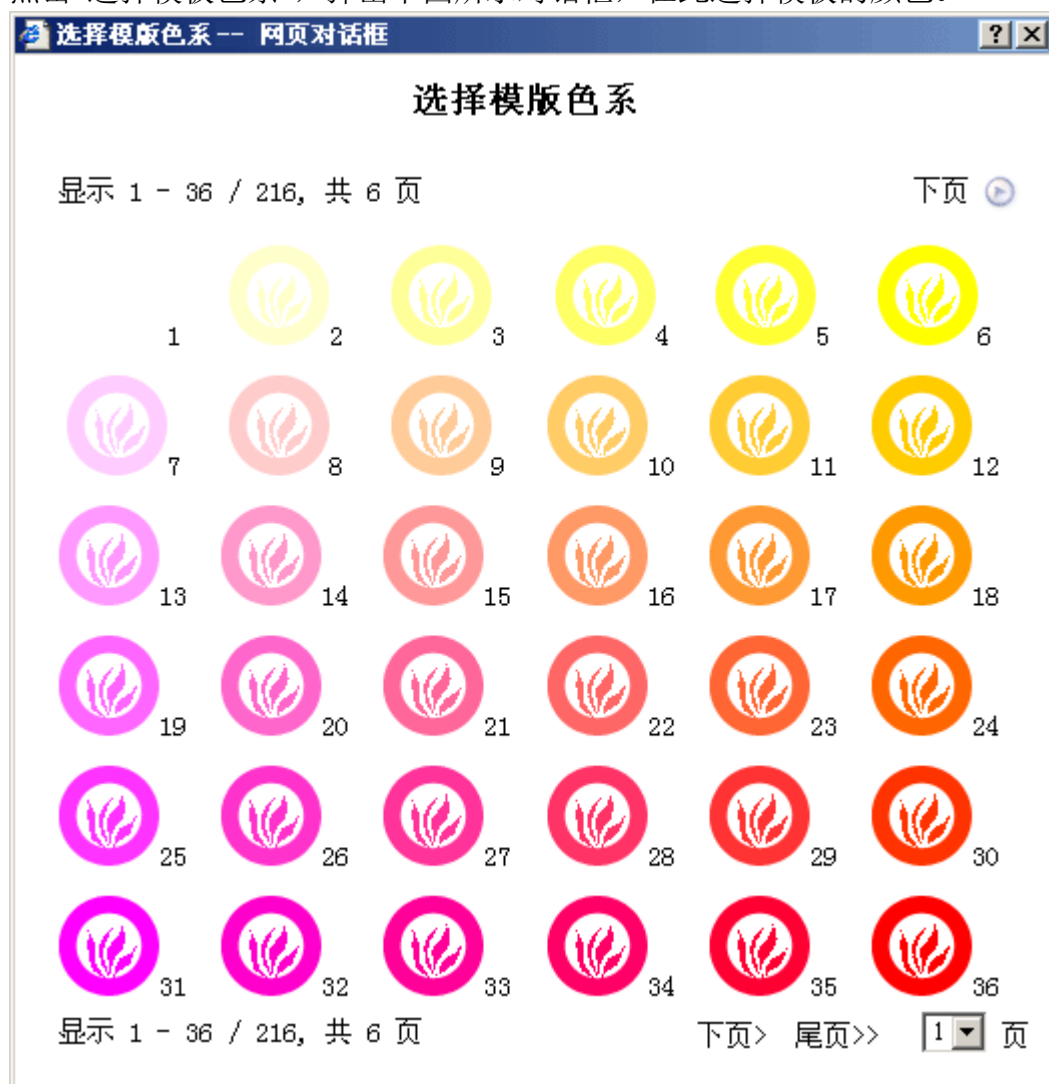 选择模版色系 -- 网页对话框
选择模版色系
显示 1 - 36 / 216, 共 6 页 下页
1 2 3 4 5 6
7 8 9 10 11 12
13 14 15 16 17 18
19 20 21 22 23 24
25 26 27 28 29 30
31 32 33 34 35 36
显示 1 - 36 / 216, 共 6 页 下页> 尾页>> 1 页